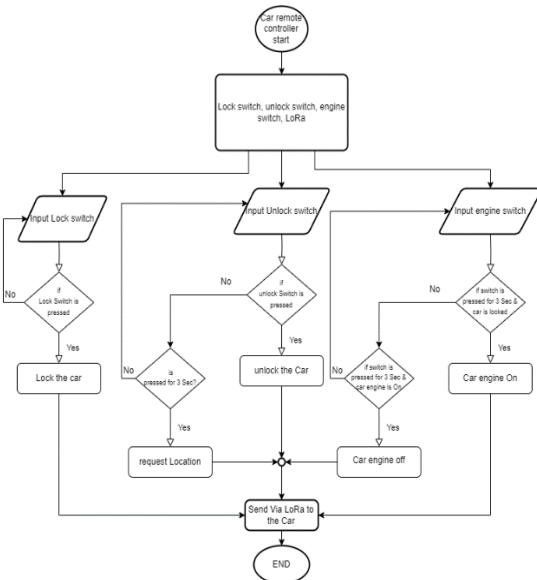 Car remote
controller
start
Lock switch, unlock switch, engine
switch, LoRa
Input Lock switch
Input Unlock switch
Input engine switch
if
Lock Switch is
pressed
No
Yes
if
unlock Switch is
pressed
No
Yes
if switch is
pressed for 3 Sec &
car is looked
No
Yes
Lock the car
is
pressed for 3 Sec?
No
Yes
unlock the Car
if switch is
pressed for 3 Sec &
car engine is On
No
Yes
Car engine On
request Location
Car engine off
Send Via LoRa to
the Car
END